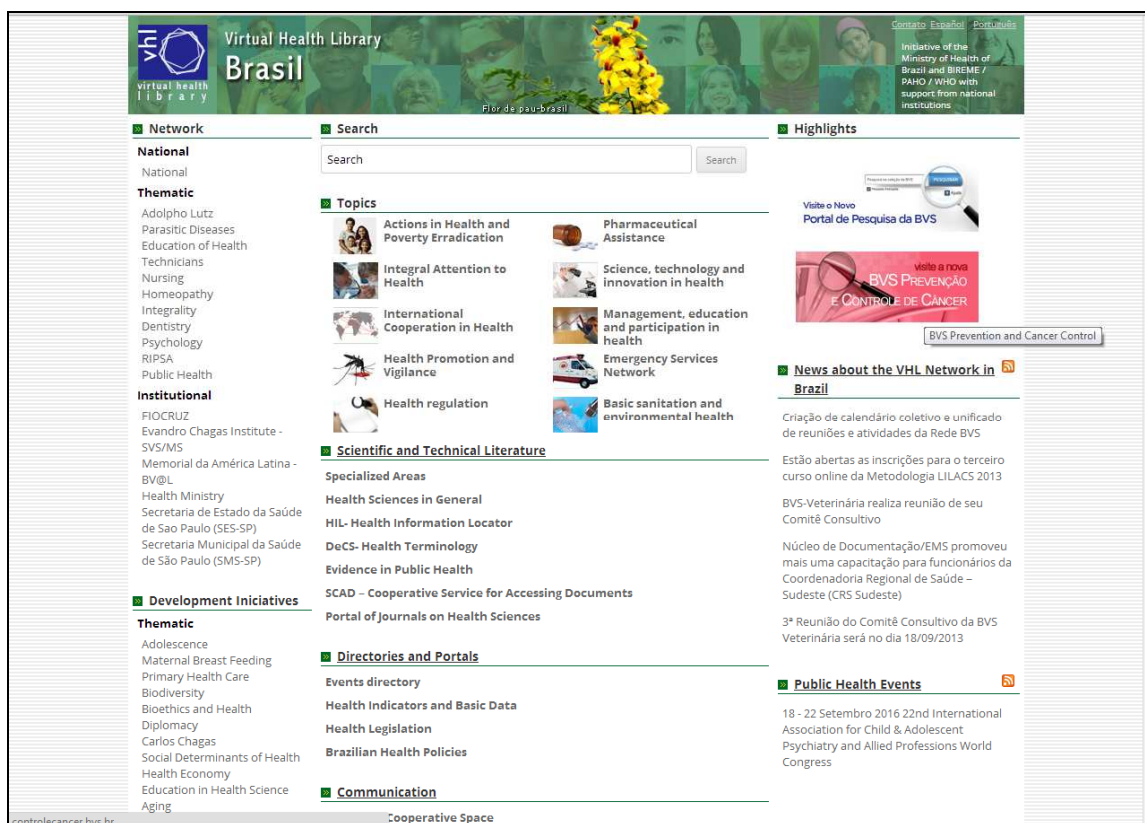 vhl
virtual health
library
Virtual Health Library
Brasil
Flor de pau-brasil
Contato Español Português
Initiative of the
Ministry of Health of
Brazil and BIREME /
PAHO / WHO with
support from national
institutions
Network
National
National
Thematic
Adolpho Lutz
Parasitic Diseases
Education of Health
Technicians
Nursing
Homeopathy
Integrality
Dentistry
Psychology
RIPSA
Public Health
Institutional
FIOCRUZ
Evandro Chagas Institute -
SVS/MS
Memorial da América Latina -
BV@L
Health Ministry
Secretaria de Estado da Saúde
de Sao Paulo (SES-SP)
Secretaria Municipal da Saúde
de São Paulo (SMS-SP)
Development Iniciatives
Thematic
Adolescence
Maternal Breast Feeding
Primary Health Care
Biodiversity
Bioethics and Health
Diplomacy
Carlos Chagas
Social Determinants of Health
Health Economy
Education in Health Science
Aging
controlecancer.bvs.br
Search
Search
Search
Topics
Actions in Health and
Poverty Erradication
Pharmaceutical
Assistance
Integral Attention to
Health
Science, technology and
innovation in health
International
Cooperation in Health
Management, education
and participation in
health
Health Promotion and
Vigilance
Emergency Services
Network
Health regulation
Basic sanitation and
environmental health
Scientific and Technical Literature
Specialized Areas
Health Sciences in General
HIL- Health Information Locator
DeCS- Health Terminology
Evidence in Public Health
SCAD – Cooperative Service for Accessing Documents
Portal of Journals on Health Sciences
Directories and Portals
Events directory
Health Indicators and Basic Data
Health Legislation
Brazilian Health Policies
Communication
Cooperative Space
Highlights
PESQUISAR
Visite o Novo
Portal de Pesquisa da BVS
visite a nova
BVS PREVENÇÃO
E CONTROLE DE CÂNCER
BVS Prevention and Cancer Control
News about the VHL Network in
Brazil
Criação de calendário coletivo e unificado
de reuniões e atividades da Rede BVS
Estão abertas as inscrições para o terceiro
curso online da Metodologia LILACS 2013
BVS-Veterinária realiza reunião de seu
Comitê Consultivo
Núcleo de Documentação/EMS promoveu
mais uma capacitação para funcionários da
Coordenadoria Regional de Saúde –
Sudeste (CRS Sudeste)
3ª Reunião do Comitê Consultivo da BVS
Veterinária será no dia 18/09/2013
Public Health Events
18 - 22 Setembro 2016 22nd International
Association for Child & Adolescent
Psychiatry and Allied Professions World
Congress